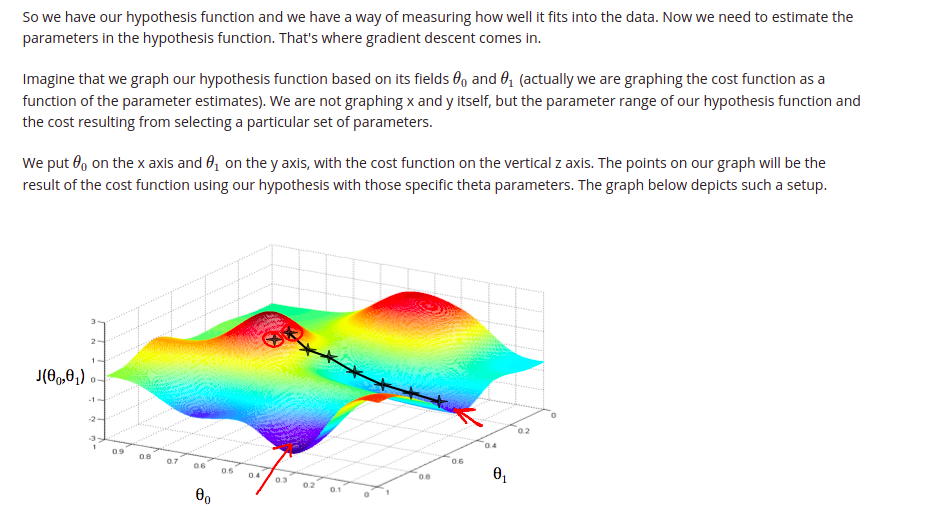 So we have our hypothesis function and we have a way of measuring how well it fits into the data. Now we need to estimate the
parameters in the hypothesis function. That's where gradient descent comes in.
Imagine that we graph our hypothesis function based on its fields θ₀ and θ₁ (actually we are graphing the cost function as a
function of the parameter estimates). We are not graphing x and y itself, but the parameter range of our hypothesis function and
the cost resulting from selecting a particular set of parameters.
We put θ₀ on the x axis and θ₁ on the y axis, with the cost function on the vertical z axis. The points on our graph will be the
result of the cost function using our hypothesis with those specific theta parameters. The graph below depicts such a setup.
3
2
1
J(θ₀,θ₁) 0
-1
-2
-3
1 0.9 0.8 0.7 0.6 0.5 0.4 0.3 0.2 0.1 0
θ₀
1 0.8 0.6 0.4 0.2 0
θ₁